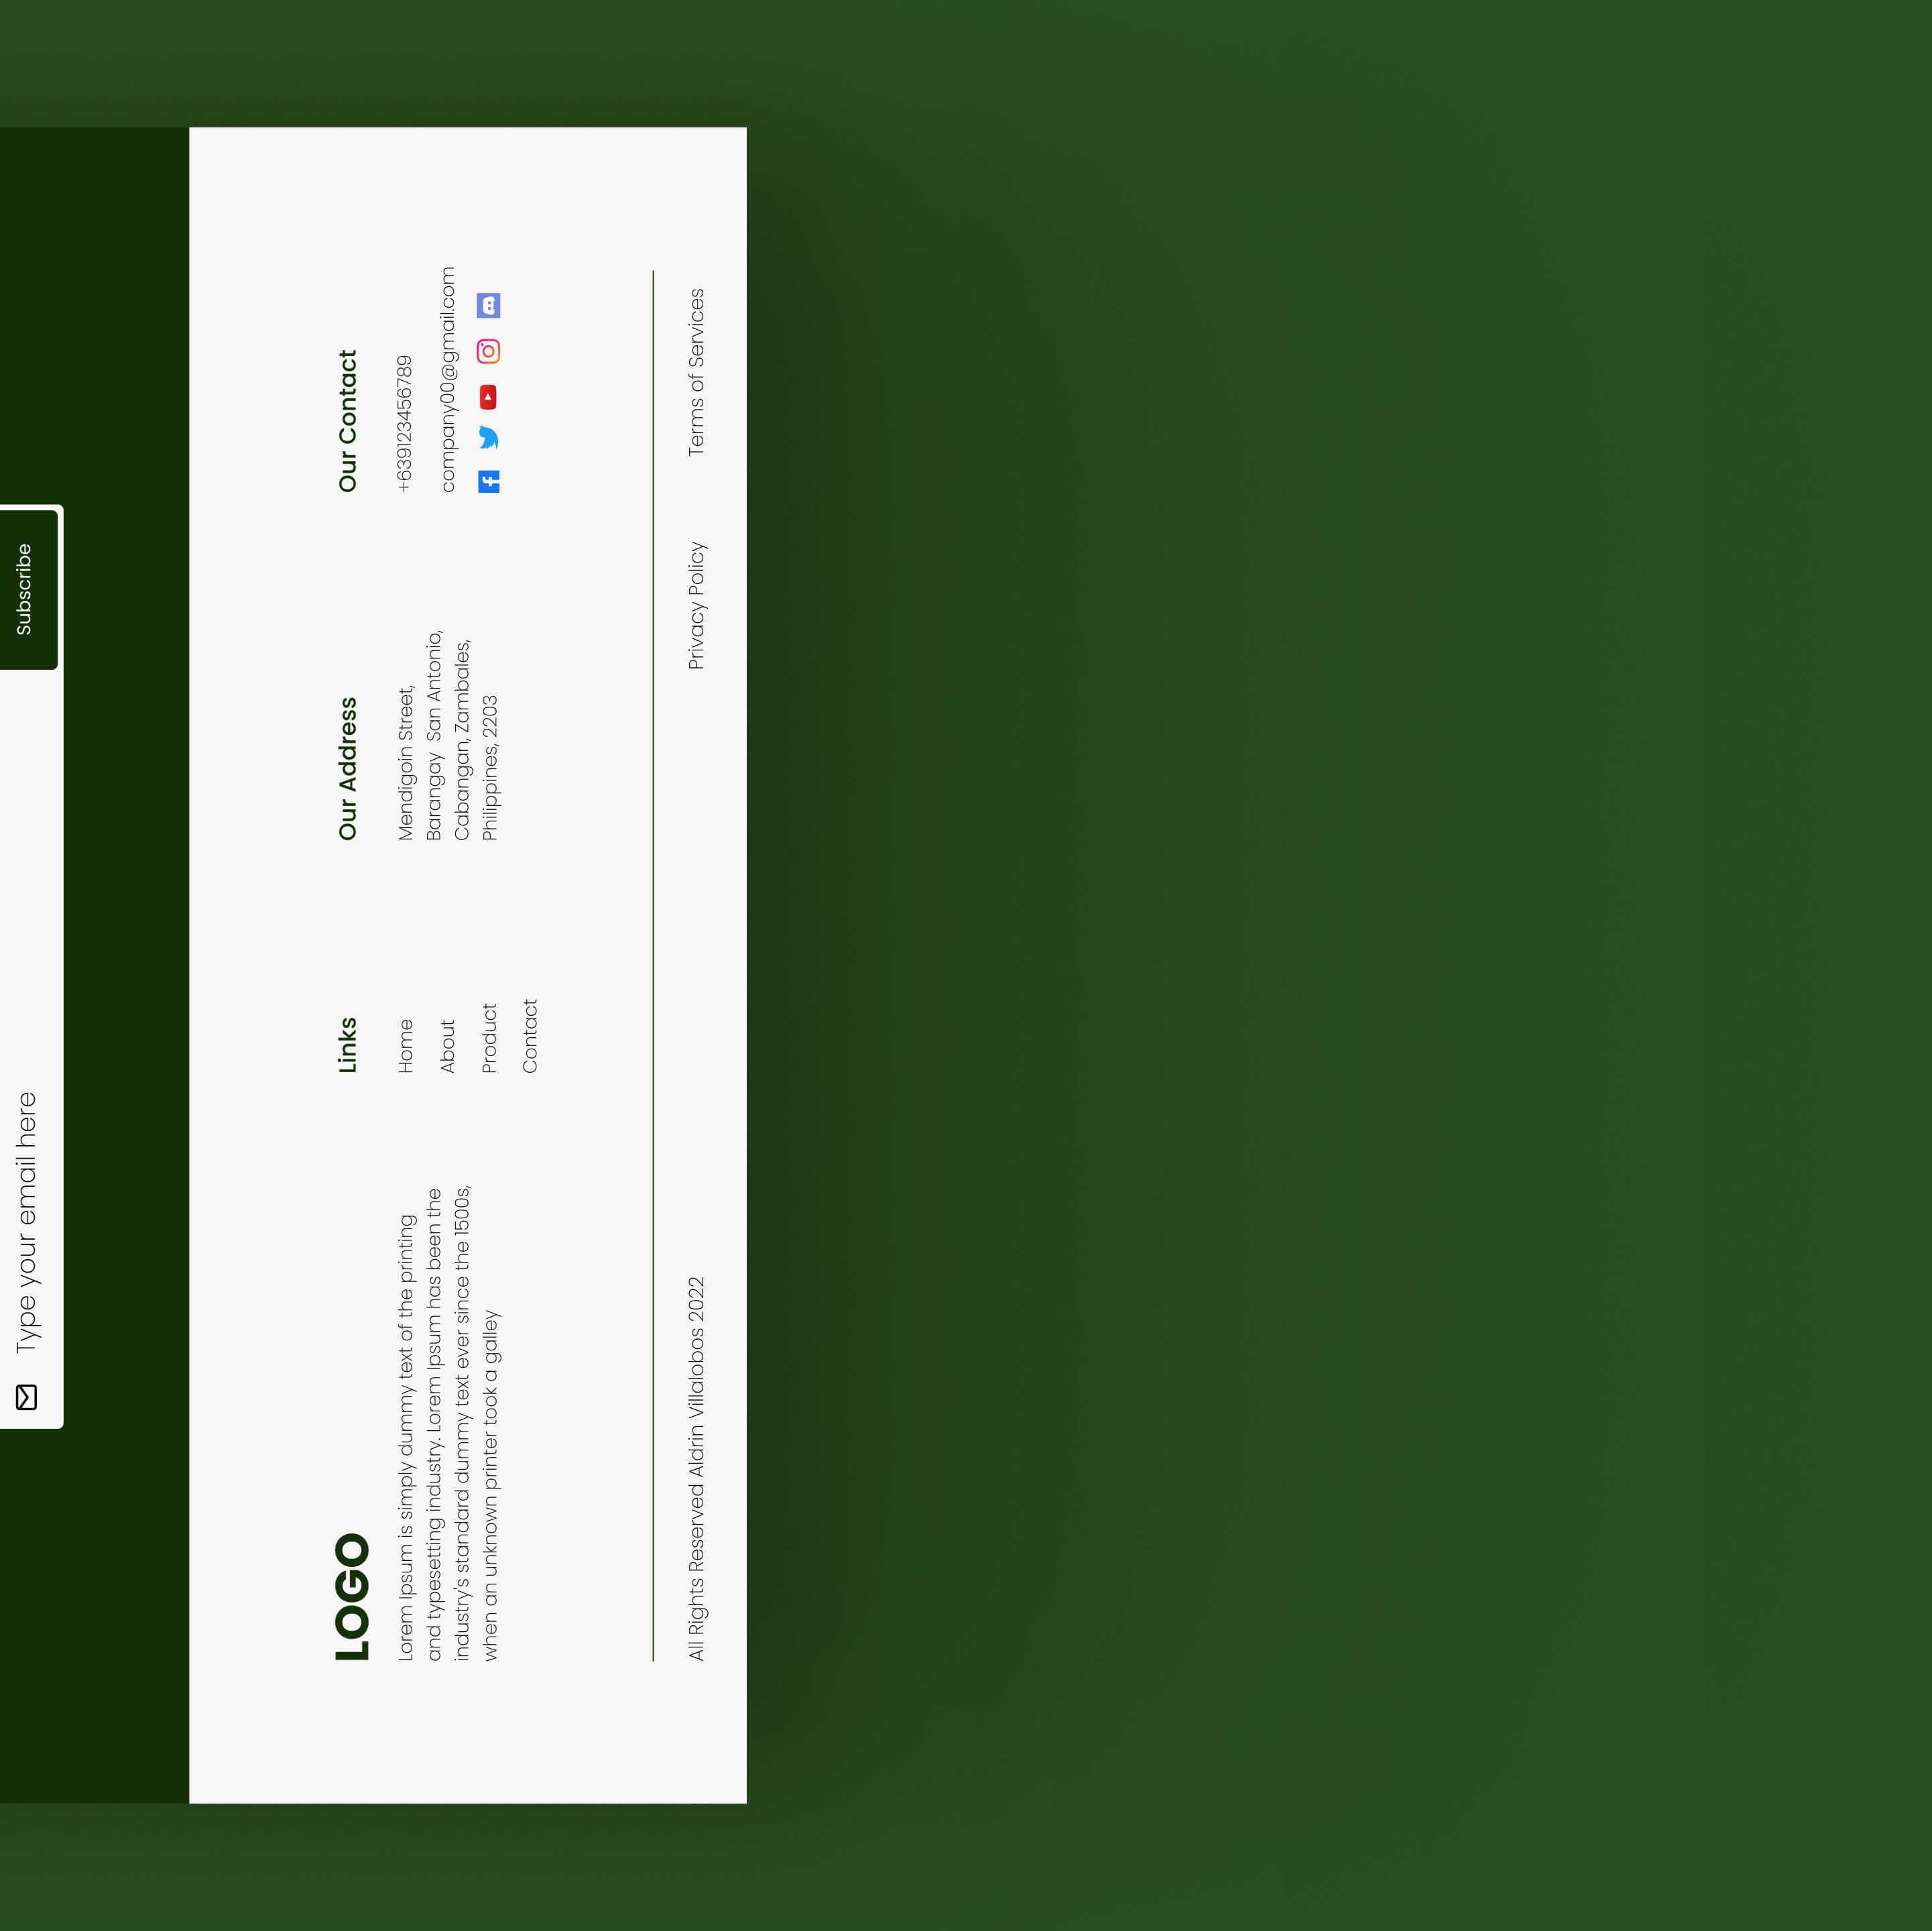 Type your email here
Subscribe
LOGO
Lorem Ipsum is simply dummy text of the printing
and typesetting industry. Lorem Ipsum has been the
industry's standard dummy text ever since the 1500s,
when an unknown printer took a galley
Links
Home
About
Product
Contact
Our Address
Mendigoin Street,
Barangay  San Antonio,
Cabangan, Zambales,
Philippines, 2203
Our Contact
+639123456789
company00@gmail.com
All Rights Reserved Aldrin Villalobos 2022
Privacy Policy
Terms of Services